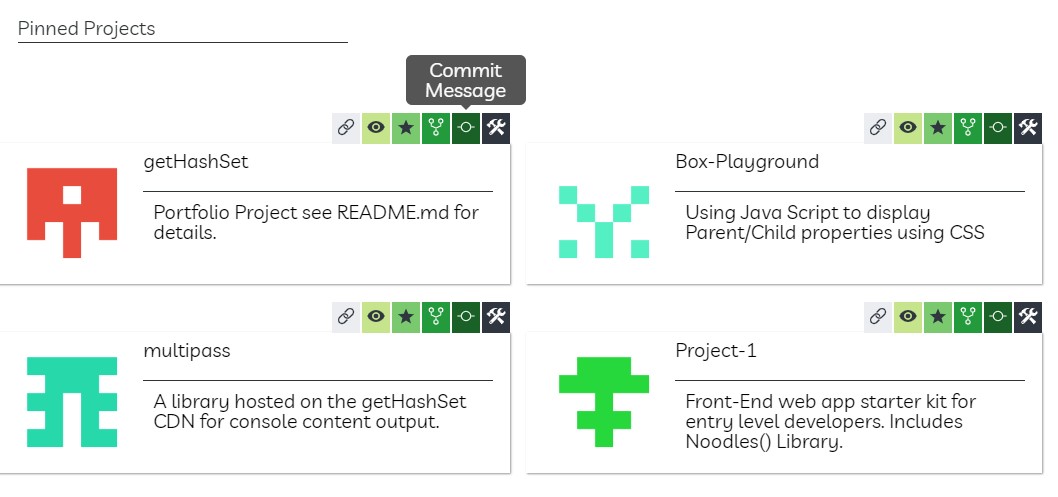 Pinned Projects
Commit
Message
getHashSet
Portfolio Project see README.md for
details.
Box-Playground
Using Java Script to display
Parent/Child properties using CSS
multipass
A library hosted on the getHashSet
CDN for console content output.
Project-1
Front-End web app starter kit for
entry level developers. Includes
Noodles() Library.